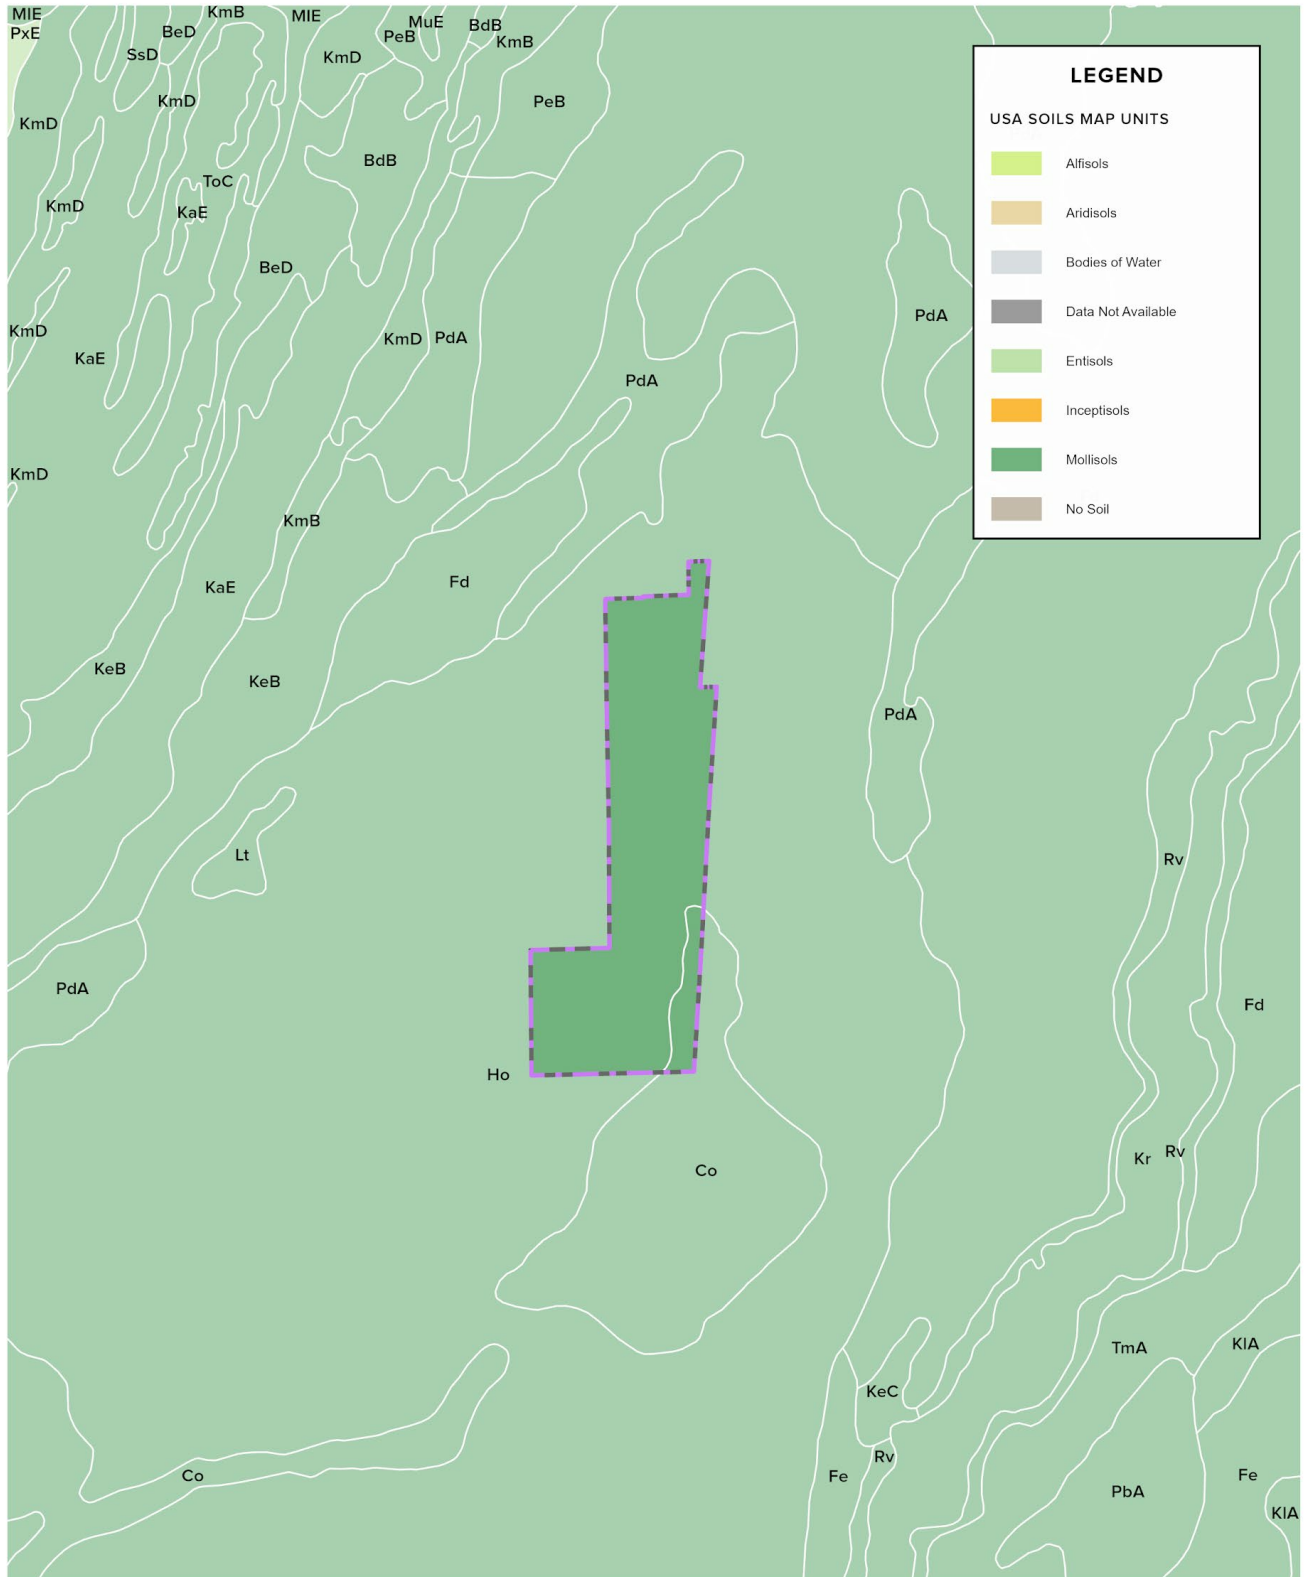 MIE
PxE
KmB
BeD
SsD
MIE
KmD
PeB
MuE
BdB
KmB
KmD
PeB
KmD
BdB
ToC
KmD
KaE
BeD
KmD
KaE
KmD
PdA
PdA
PdA
KmD
KmB
KaE
Fd
KeB
KeB
PdA
Lt
Rv
PdA
Fd
Ho
Co
Kr
Rv
TmA
KIA
KeC
Rv
Fe
Co
PbA
Fe
KIA
LEGEND
USA SOILS MAP UNITS
Alfisols
Aridisols
Bodies of Water
Data Not Available
Entisols
Inceptisols
Mollisols
No Soil